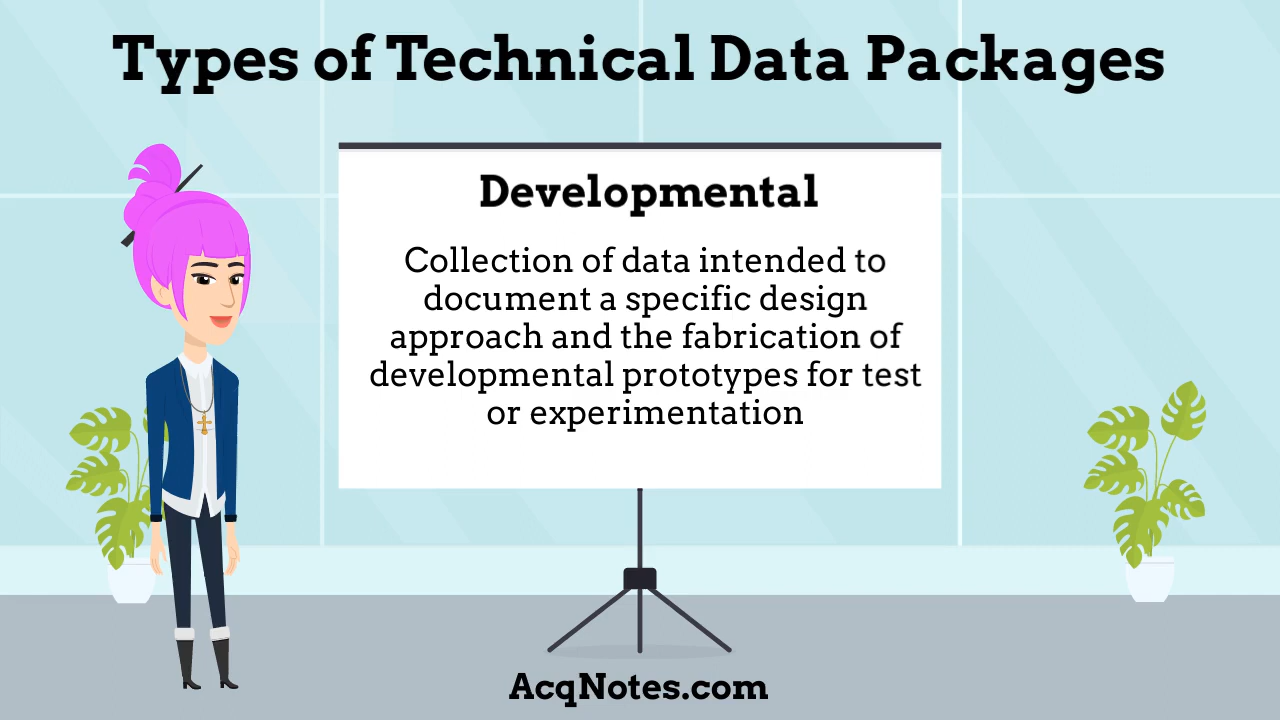 Types of Technical Data Packages
Developmental
Collection of data intended to
document a specific design
approach and the fabrication of
developmental prototypes for test
or experimentation
AcqNotes.com